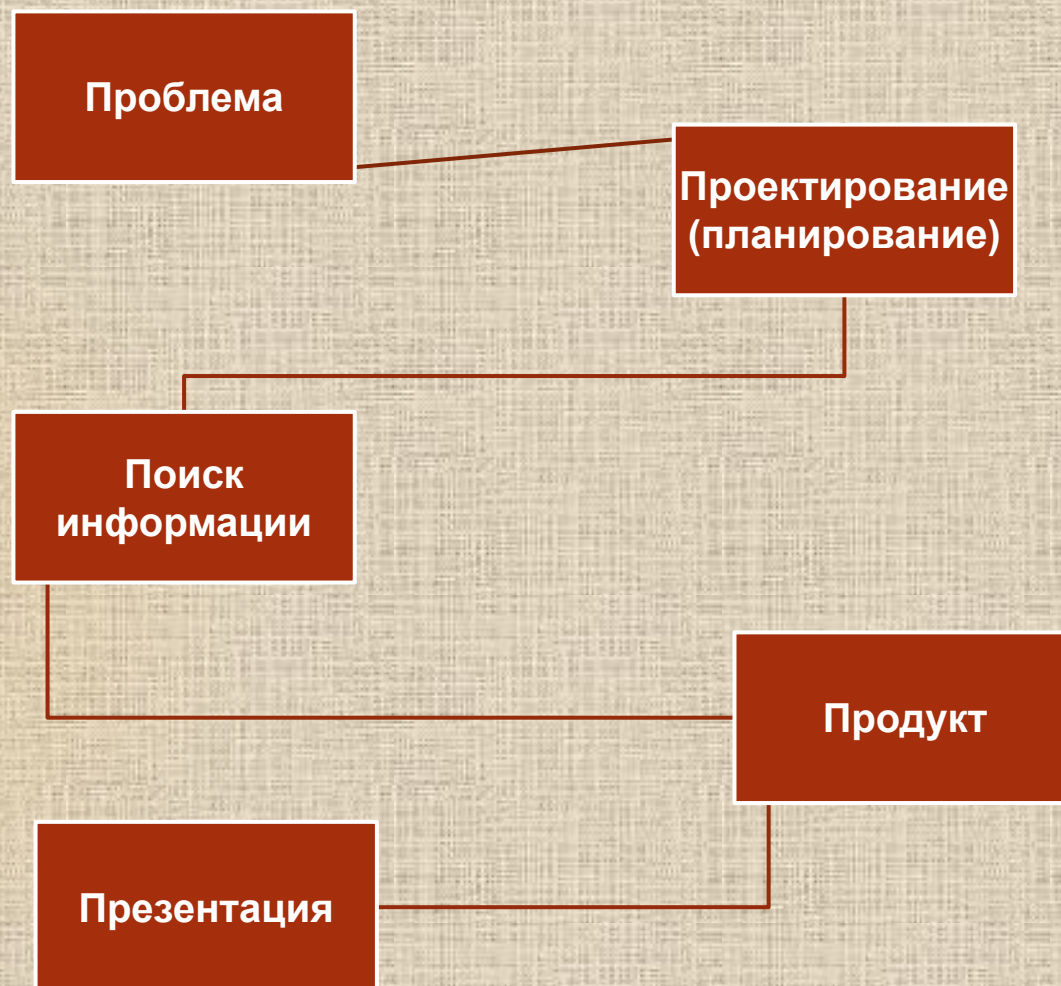 Проблема
Проектирование
(планирование)
Поиск
информации
Продукт
Презентация